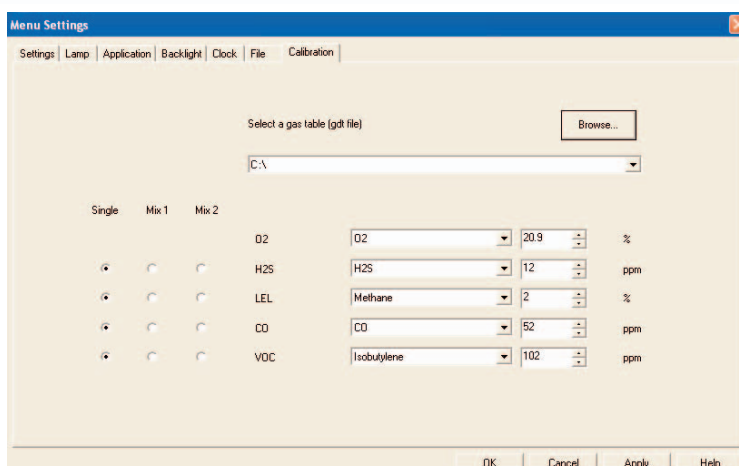 Menu Settings
Settings Lamp Application Backlight Clock File Calibration
Select a gas table (gdt file) Browse...
C:\
Single Mix 1 Mix 2
O2 O2 20.9 %
H2S H2S 12 ppm
LEL Methane 2 %
CO CO 52 ppm
VOC Isobutylene 102 ppm
OK Cancel Apply Help